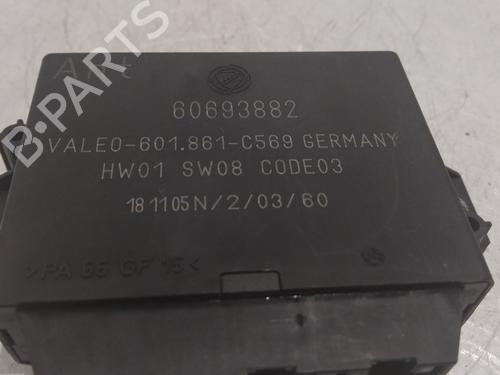 B-PARTS
60693882
VALEO-601.861-C569 GERMANY
HW01 SW08 CODE03
181105N/2/03/60
>PA 66 GF 15<